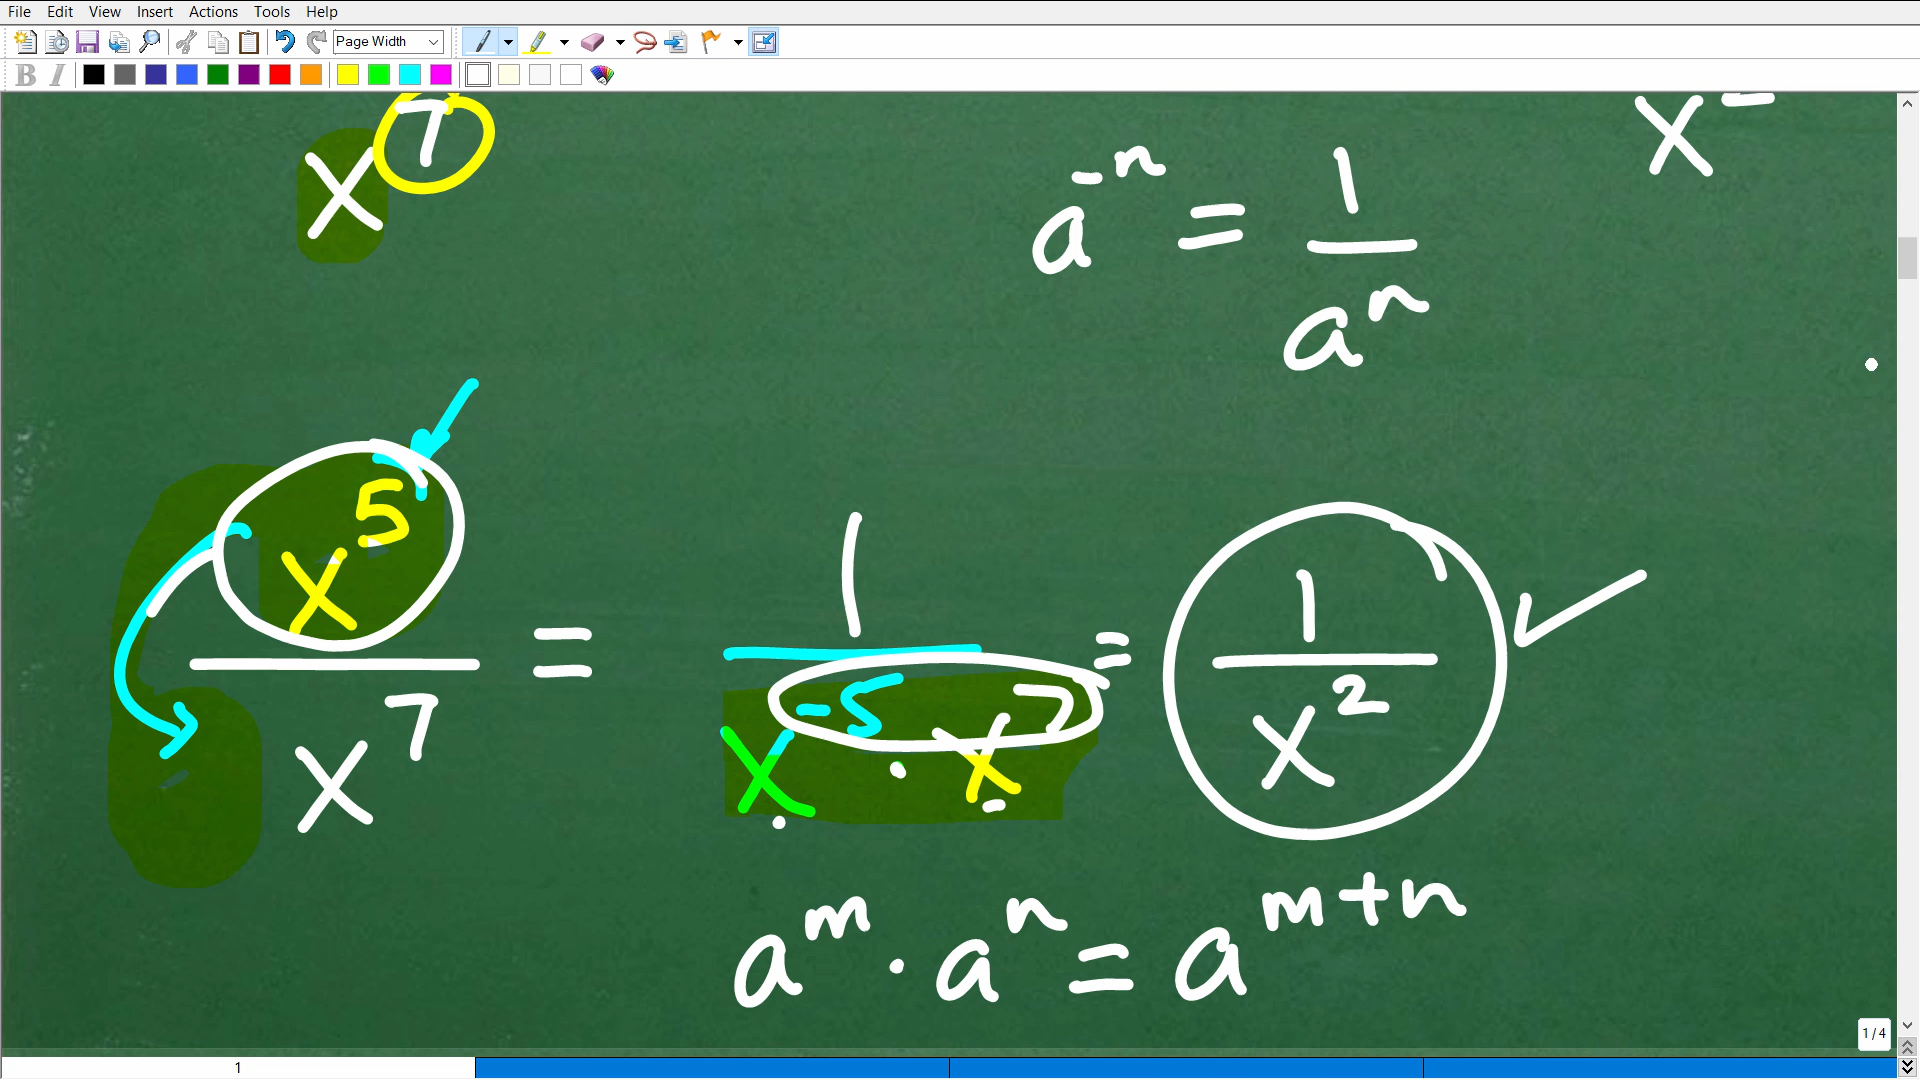 File Edit View Insert Actions Tools Help
Page Width
B I
x^7
a^-n = 1/a^n
x^5/x^7 = 1/(x^-5 · x^7) = 1/x^2
a^m · a^n = a^m+n
1/4
1